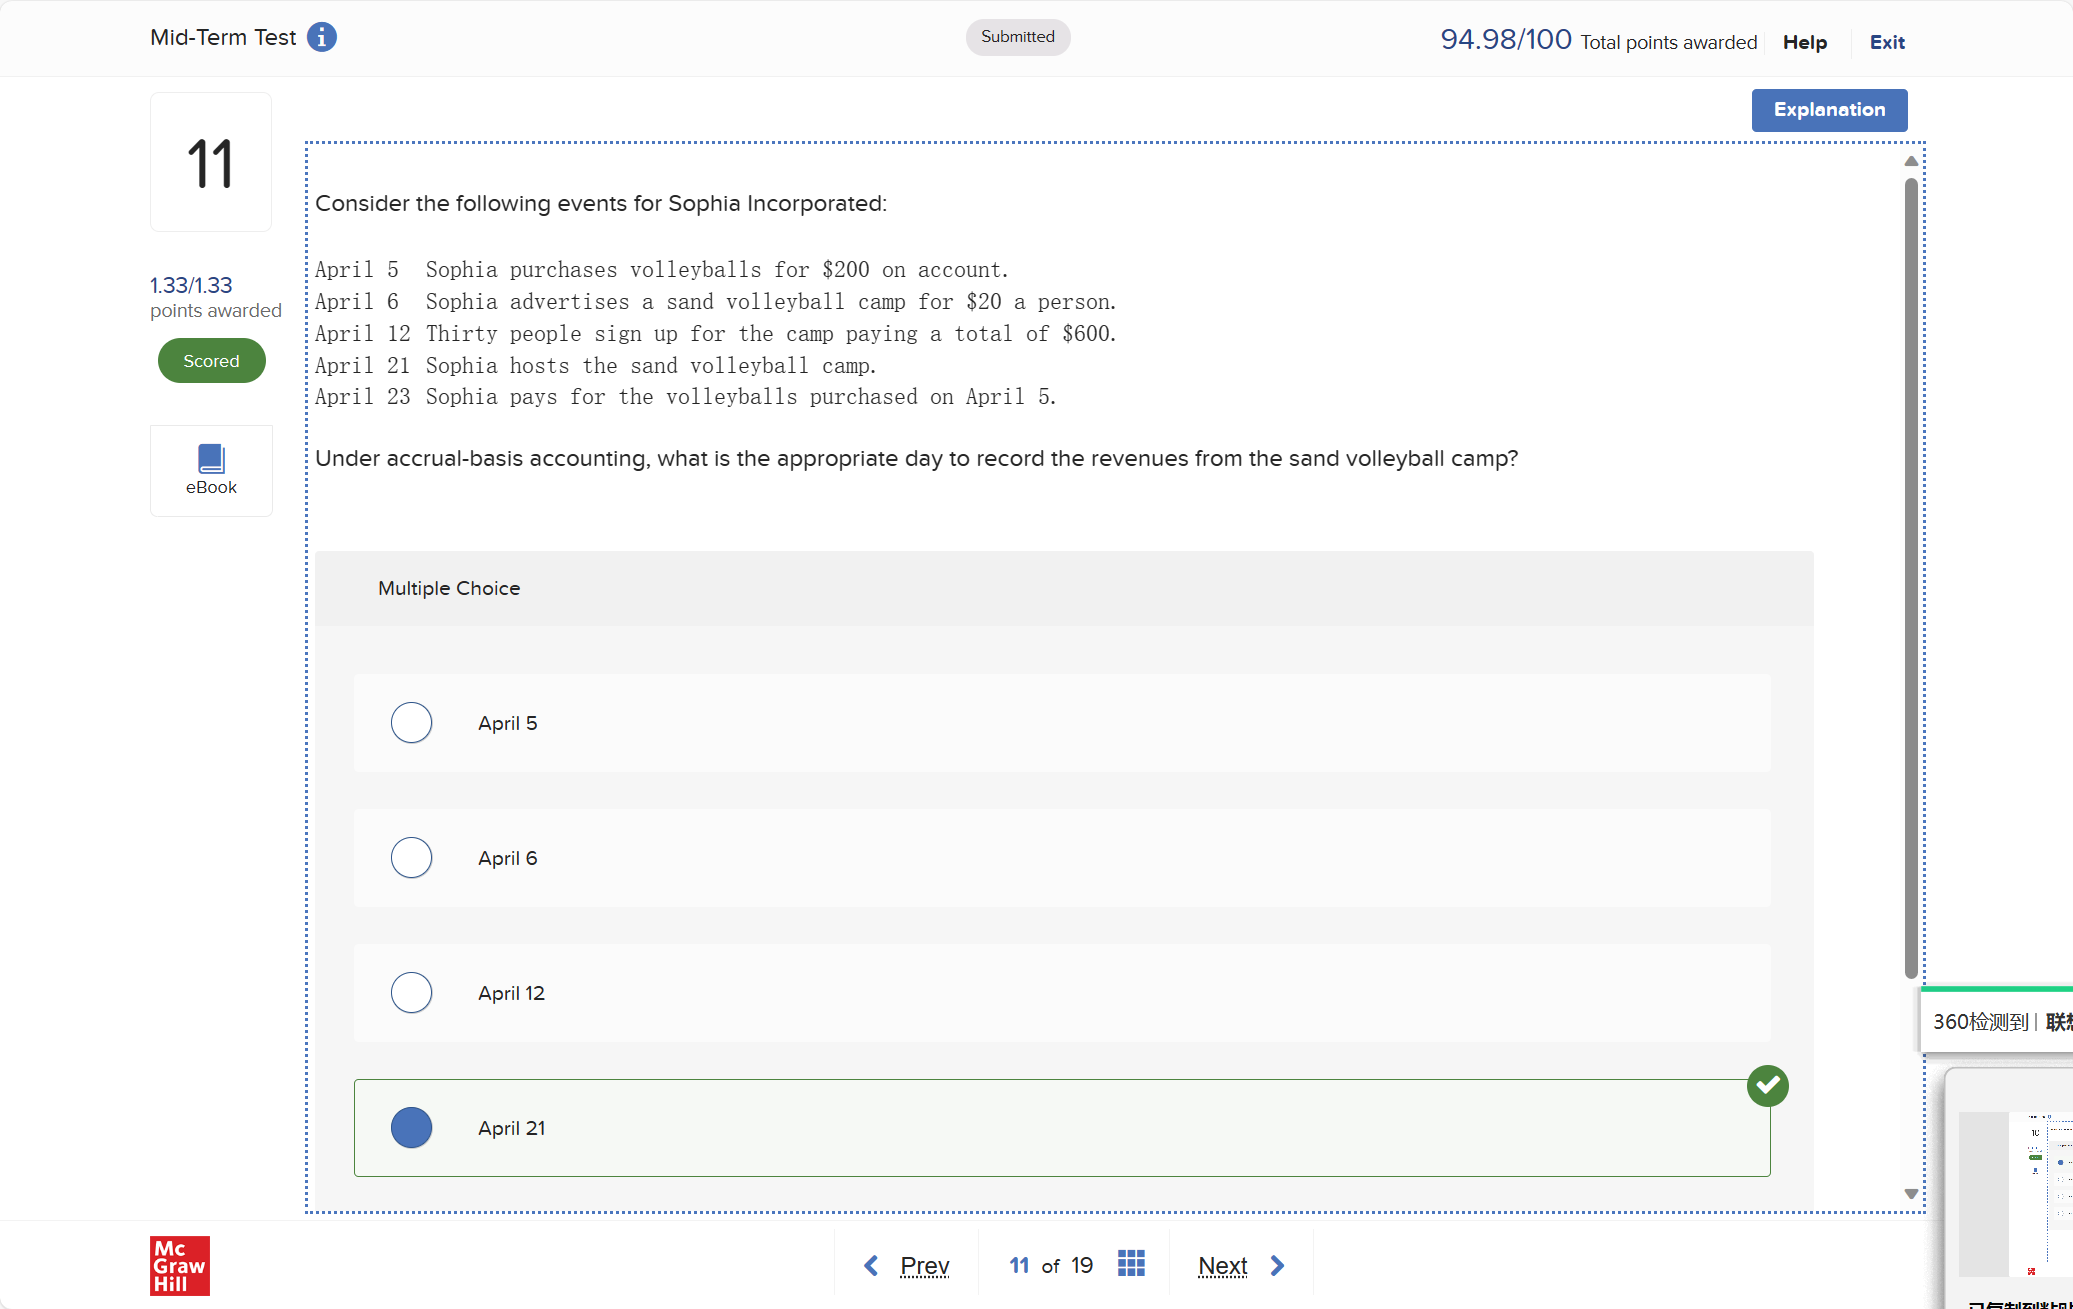 Mid-Term Test
Submitted
94.98/100 Total points awarded
Help
Exit
Explanation
11
1.33/1.33
points awarded
Scored
eBook
Consider the following events for Sophia Incorporated:
April 5 Sophia purchases volleyballs for $200 on account.
April 6 Sophia advertises a sand volleyball camp for $20 a person.
April 12 Thirty people sign up for the camp paying a total of $600.
April 21 Sophia hosts the sand volleyball camp.
April 23 Sophia pays for the volleyballs purchased on April 5.
Under accrual-basis accounting, what is the appropriate day to record the revenues from the sand volleyball camp?
Multiple Choice
April 5
April 6
April 12
April 21
360检测到 | 联想
Mc
Graw
Hill
Prev
11 of 19
Next